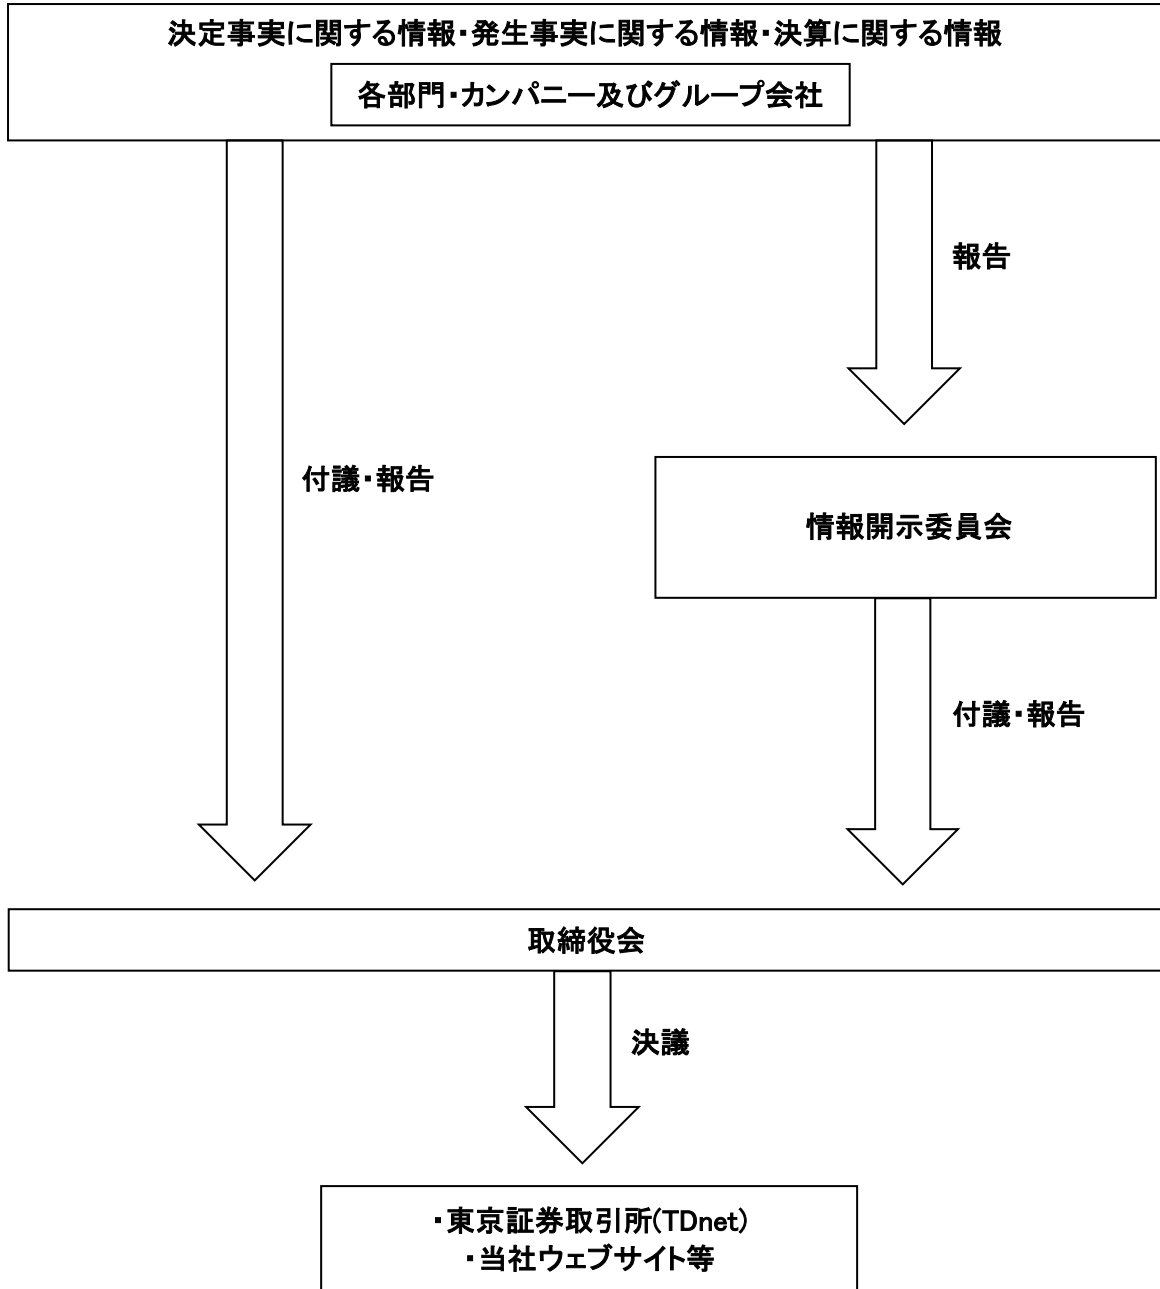 決定事実に関する情報・発生事実に関する情報・決算に関する情報
各部門・カンパニー及びグループ会社
報告
付議・報告
情報開示委員会
付議・報告
取締役会
決議
・東京証券取引所(TDnet)
・当社ウェブサイト等